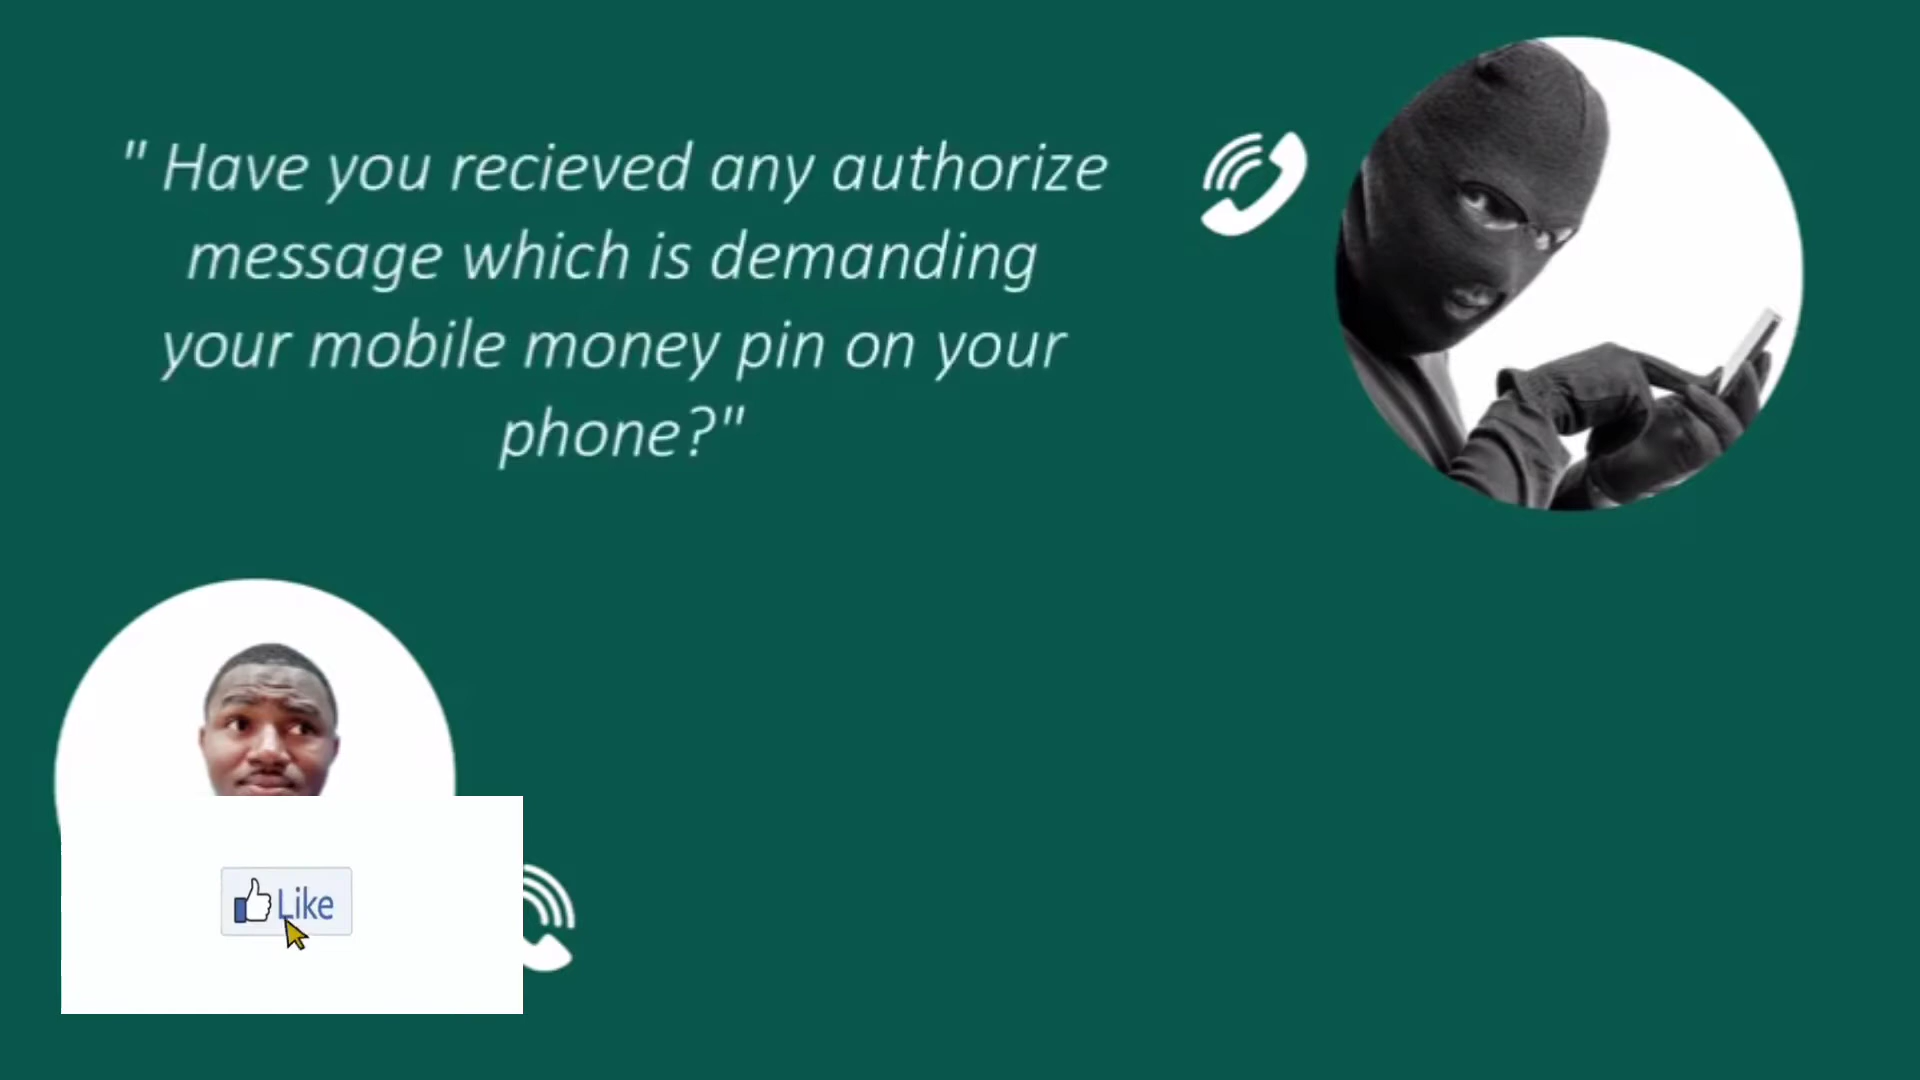 " Have you recieved any authorize
message which is demanding
your mobile money pin on your
phone?"
Like